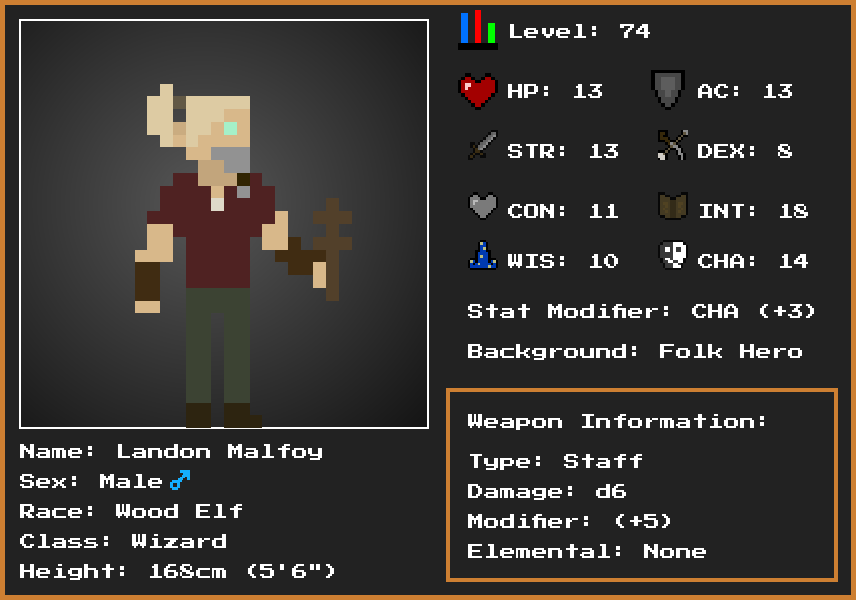 Level: 74
HP: 13 AC: 13
STR: 13 DEX: 8
CON: 11 INT: 18
WIS: 10 CHA: 14
Stat Modifier: CHA (+3)
Background: Folk Hero
Weapon Information:
Type: Staff
Damage: d6
Modifier: (+5)
Elemental: None
Name: Landon Malfoy
Sex: Male ♂
Race: Wood Elf
Class: Wizard
Height: 168cm (5'6")